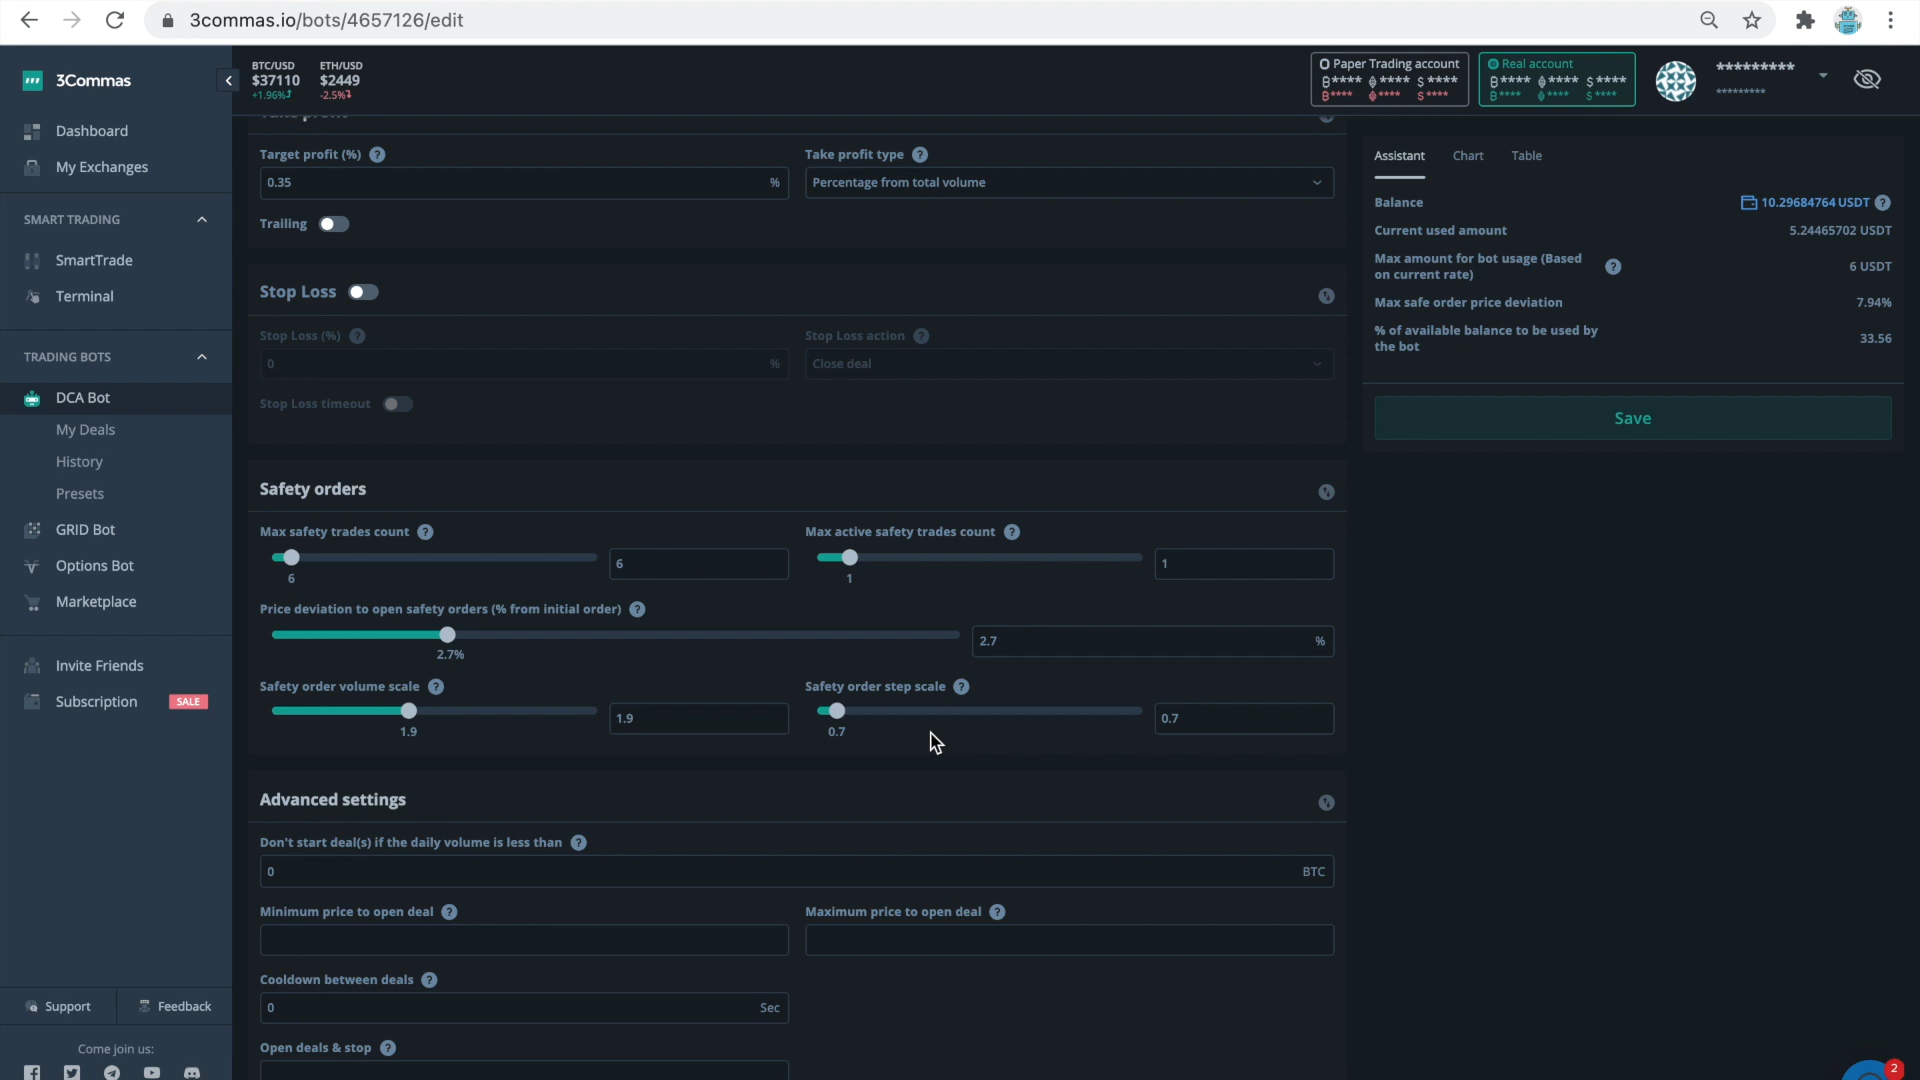 3commas.io/bots/4657126/edit
3Commas
BTC/USD
$37110
+1.96%
ETH/USD
$2449
-2.5%
Paper Trading account
₿**** **** $****
₿**** **** $****
Real account
₿**** **** $****
₿**** **** $****
*********
*********
Dashboard
My Exchanges
SMART TRADING
SmartTrade
Terminal
TRADING BOTS
DCA Bot
My Deals
History
Presets
GRID Bot
Options Bot
Marketplace
Invite Friends
Subscription SALE
Support Feedback
Come join us:
Target profit (%) ?
0.35 %
Take profit type ?
Percentage from total volume
Trailing
Stop Loss
Stop Loss (%) ?
0 %
Stop Loss action ?
Close deal
Stop Loss timeout
Safety orders
Max safety trades count ?
6
6
Max active safety trades count ?
1
1
Price deviation to open safety orders (% from initial order) ?
2.7 %
2.7%
Safety order volume scale ?
1.9
1.9
Safety order step scale ?
0.7
0.7
Advanced settings
Don't start deal(s) if the daily volume is less than ?
0 BTC
Minimum price to open deal ?
Maximum price to open deal ?
Cooldown between deals ?
0 Sec
Open deals & stop ?
Assistant Chart Table
Balance 10.29684764 USDT ?
Current used amount 5.24465702 USDT
Max amount for bot usage (Based
on current rate) ? 6 USDT
Max safe order price deviation 7.94%
% of available balance to be used by
the bot 33.56
Save
2